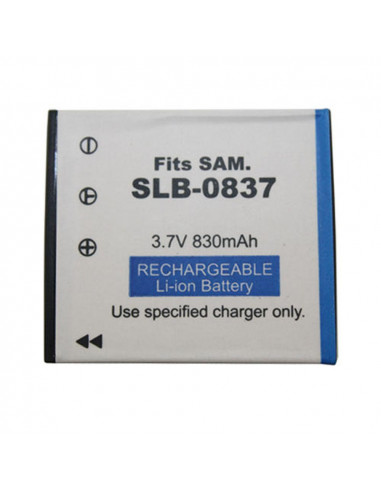 Fits SAM.
SLB-0837
3.7V 830mAh
RECHARGEABLE
Li-ion Battery
Use specified charger only.